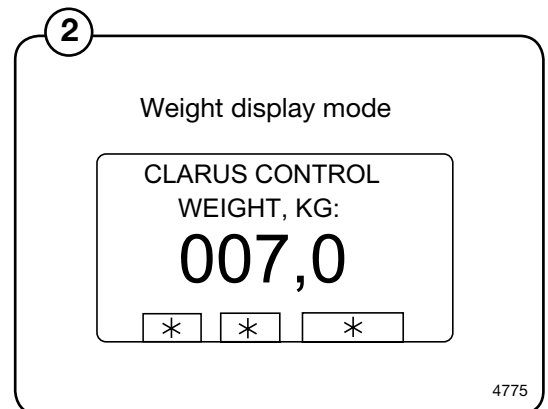 2
Weight display mode
CLARUS CONTROL
WEIGHT, KG:
007,0
* * *
4775